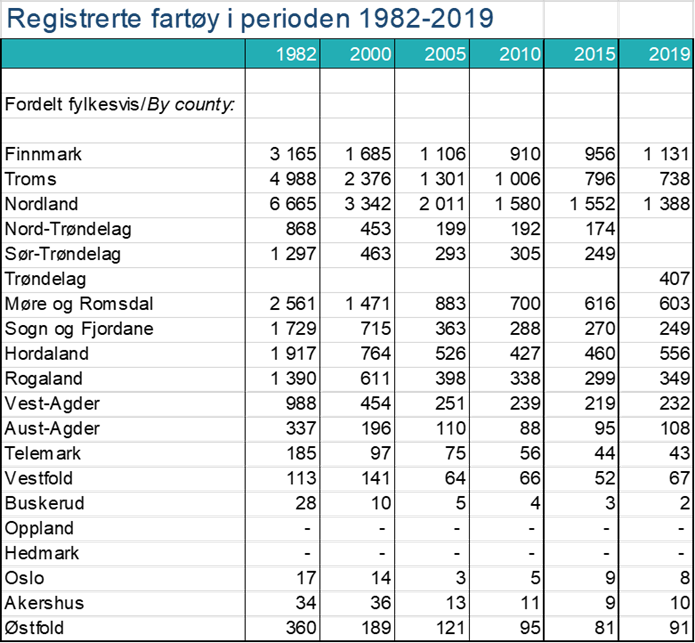 Registrerte fartøy i perioden 1982-2019
1982 2000 2005 2010 2015 2019
Fordelt fylkesvis/By county:
Finnmark 3 165 1 685 1 106 910 956 1 131
Troms 4 988 2 376 1 301 1 006 796 738
Nordland 6 665 3 342 2 011 1 580 1 552 1 388
Nord-Trøndelag 868 453 199 192 174
Sør-Trøndelag 1 297 463 293 305 249
Trøndelag 407
Møre og Romsdal 2 561 1 471 883 700 616 603
Sogn og Fjordane 1 729 715 363 288 270 249
Hordaland 1 917 764 526 427 460 556
Rogaland 1 390 611 398 338 299 349
Vest-Agder 988 454 251 239 219 232
Aust-Agder 337 196 110 88 95 108
Telemark 185 97 75 56 44 43
Vestfold 113 141 64 66 52 67
Buskerud 28 10 5 4 3 2
Oppland - - - - - -
Hedmark - - - - - -
Oslo 17 14 3 5 9 8
Akershus 34 36 13 11 9 10
Østfold 360 189 121 95 81 91